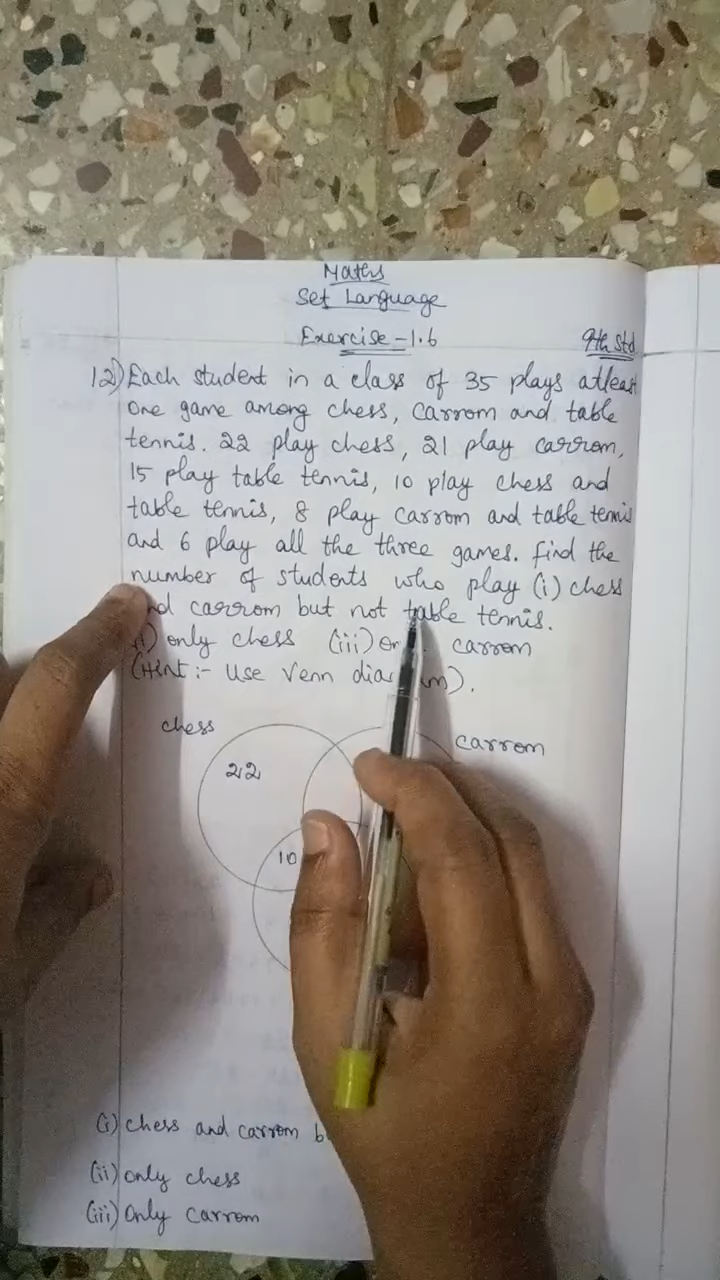 Maths
Set Language
Exercise - 1.6
9th Std
12) Each student in a class of 35 plays atleast
one game among chess, carrom and table
tennis. 22 play chess, 21 play carrom,
15 play table tennis, 10 play chess and
table tennis, 8 play carrom and table tennis
and 6 play all the three games. find the
number of students who play (i) chess
carrom but not table tennis.
only chess (iii) carrom
(Hint :- Use Venn
chess
carrom
22
10
(i) chess and carrom
(ii) only chess
(iii) Only Carrom